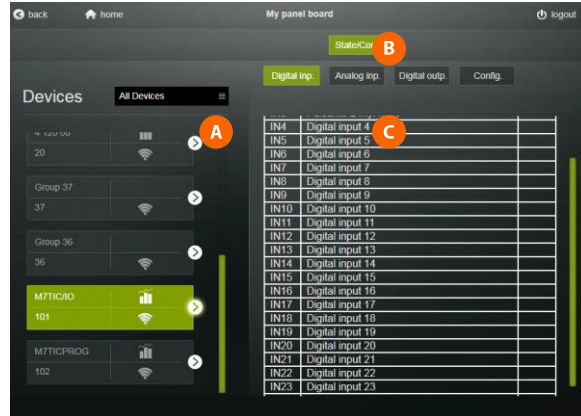 back
home
My panel board
logout
State/Co
B
Digital inp.
Analog inp.
Digital outp.
Config.
Devices
All Devices
A
20
Group 37
37
Group 36
36
M7TIC/IO
101
M7TICPROG
102
IN4 Digital input 4
C
IN5 Digital input 5
IN6 Digital input 6
IN7 Digital input 7
IN8 Digital input 8
IN9 Digital input 9
IN10 Digital input 10
IN11 Digital input 11
IN12 Digital input 12
IN13 Digital input 13
IN14 Digital input 14
IN15 Digital input 15
IN16 Digital input 16
IN17 Digital input 17
IN18 Digital input 18
IN19 Digital input 19
IN20 Digital input 20
IN21 Digital input 21
IN22 Digital input 22
IN23 Digital input 23